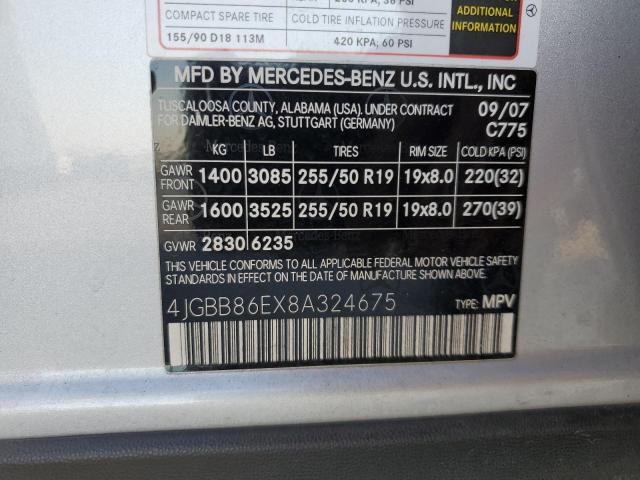 COMPACT SPARE TIRE COLD TIRE INFLATION PRESSURE
155/90 D18 113M 420 KPA, 60 PSI
FOR
ADDITIONAL
INFORMATION
MFD BY MERCEDES-BENZ U.S. INTL., INC
TUSCALOOSA COUNTY, ALABAMA (USA), UNDER CONTRACT 09/07
FOR DAIMLER-BENZ AG, STUTTGART (GERMANY) C775
KG LB TIRES RIM SIZE COLD KPA (PSI)
GAWR FRONT 1400 3085 255/50 R19 19x8.0 220(32)
GAWR REAR 1600 3525 255/50 R19 19x8.0 270(39)
GVWR 2830 6235
THIS VEHICLE CONFORMS TO ALL APPLICABLE FEDERAL MOTOR VEHICLE SAFETY
STANDARDS IN EFFECT ON THE DATE OF MANUFACTURE SHOWN ABOVE.
4JGBB86EX8A324675 TYPE: MPV